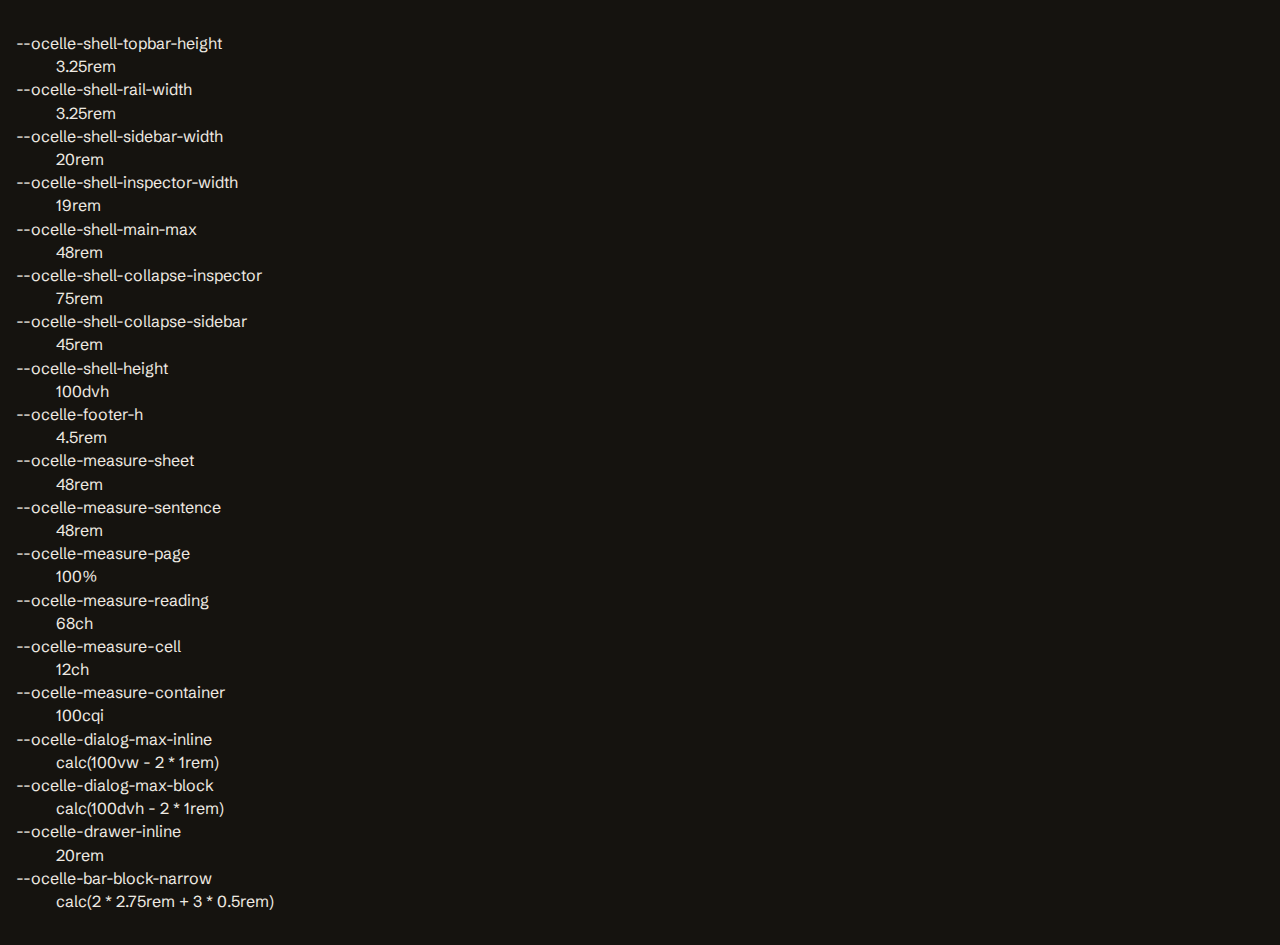 --ocelle-shell-topbar-height
3.25rem
--ocelle-shell-rail-width
3.25rem
--ocelle-shell-sidebar-width
20rem
--ocelle-shell-inspector-width
19rem
--ocelle-shell-main-max
48rem
--ocelle-shell-collapse-inspector
75rem
--ocelle-shell-collapse-sidebar
45rem
--ocelle-shell-height
100dvh
--ocelle-footer-h
4.5rem
--ocelle-measure-sheet
48rem
--ocelle-measure-sentence
48rem
--ocelle-measure-page
100%
--ocelle-measure-reading
68ch
--ocelle-measure-cell
12ch
--ocelle-measure-container
100cqi
--ocelle-dialog-max-inline
calc(100vw - 2 * 1rem)
--ocelle-dialog-max-block
calc(100dvh - 2 * 1rem)
--ocelle-drawer-inline
20rem
--ocelle-bar-block-narrow
calc(2 * 2.75rem + 3 * 0.5rem)